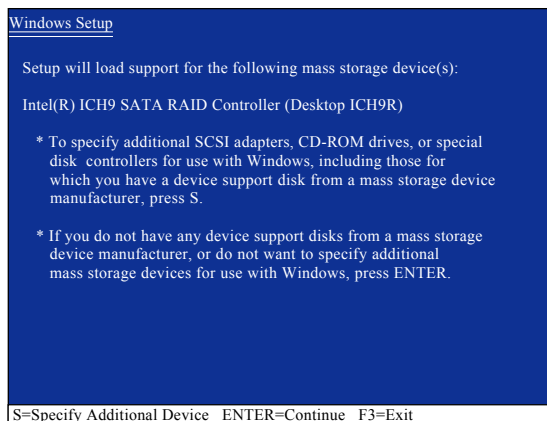 Windows Setup
Setup will load support for the following mass storage device(s):
Intel(R) ICH9 SATA RAID Controller (Desktop ICH9R)
* To specify additional SCSI adapters, CD-ROM drives, or special
disk controllers for use with Windows, including those for
which you have a device support disk from a mass storage device
manufacturer, press S.
* If you do not have any device support disks from a mass storage
device manufacturer, or do not want to specify additional
mass storage devices for use with Windows, press ENTER.
S=Specify Additional Device ENTER=Continue F3=Exit